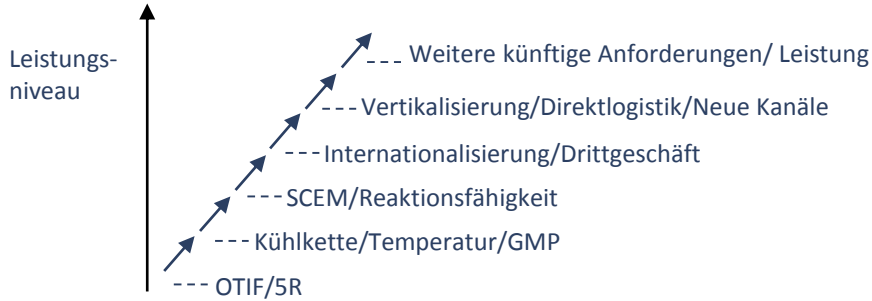 Leistungs-
niveau
Weitere künftige Anforderungen/ Leistung
Vertikalisierung/Direktlogistik/Neue Kanäle
Internationalisierung/Drittgeschäft
SCEM/Reaktionsfähigkeit
Kühlkette/Temperatur/GMP
OTIF/5R